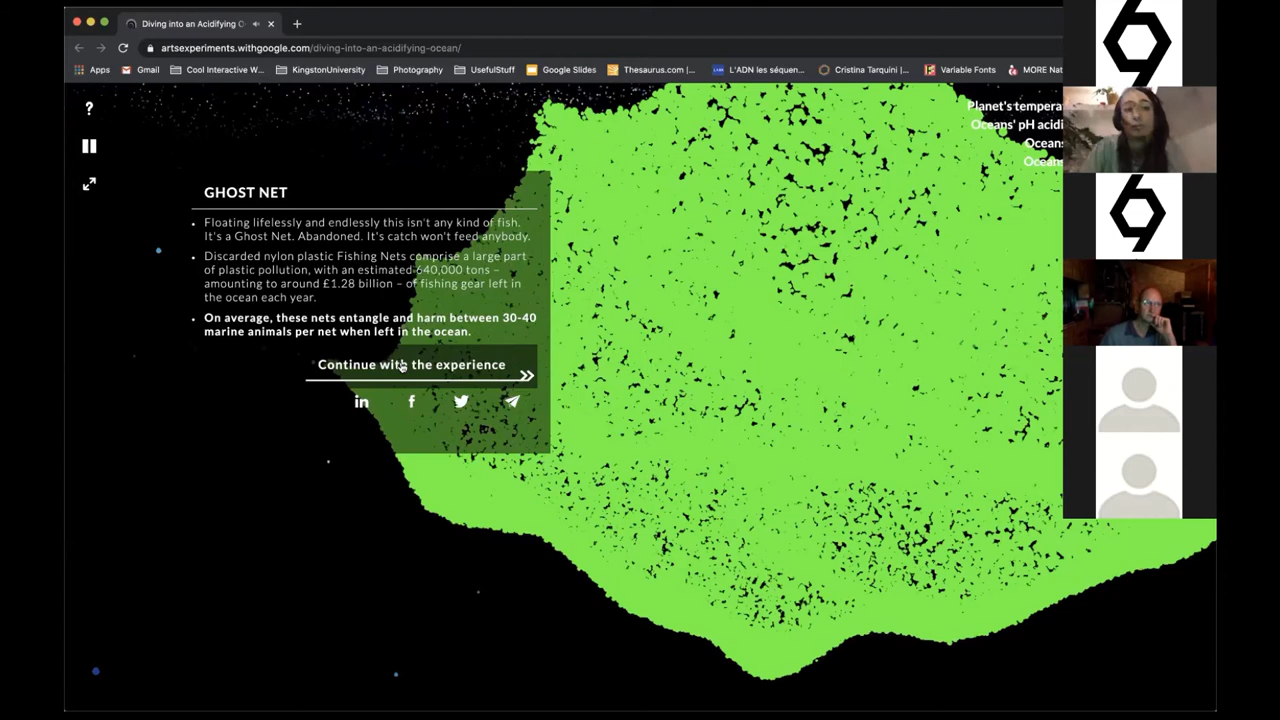 Diving into an Acidifying O
artsexperiments.withgoogle.com/diving-into-an-acidifying-ocean/
Apps
Gmail
Cool Interactive W...
KingstonUniversity
Photography
UsefulStuff
Google Slides
Thesaurus.com |...
L'ADN les séquen...
Cristina Tarquini |...
Variable Fonts
MORE Nat
?
Planet's tempera
Oceans' pH acidi
Oceans
Oceans
GHOST NET
Floating lifelessly and endlessly this isn't any kind of fish.
It's a Ghost Net. Abandoned. It's catch won't feed anybody.
Discarded nylon plastic Fishing Nets comprise a large part
of plastic pollution, with an estimated 640,000 tons –
amounting to around £1.28 billion – of fishing gear left in
the ocean each year.
On average, these nets entangle and harm between 30-40
marine animals per net when left in the ocean.
Continue with the experience